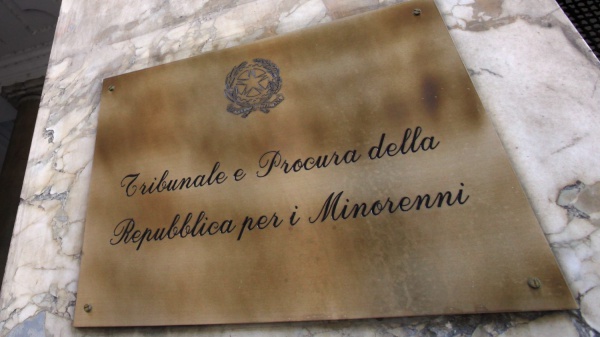 Tribunale e Procura della
Repubblica per i Minorenni